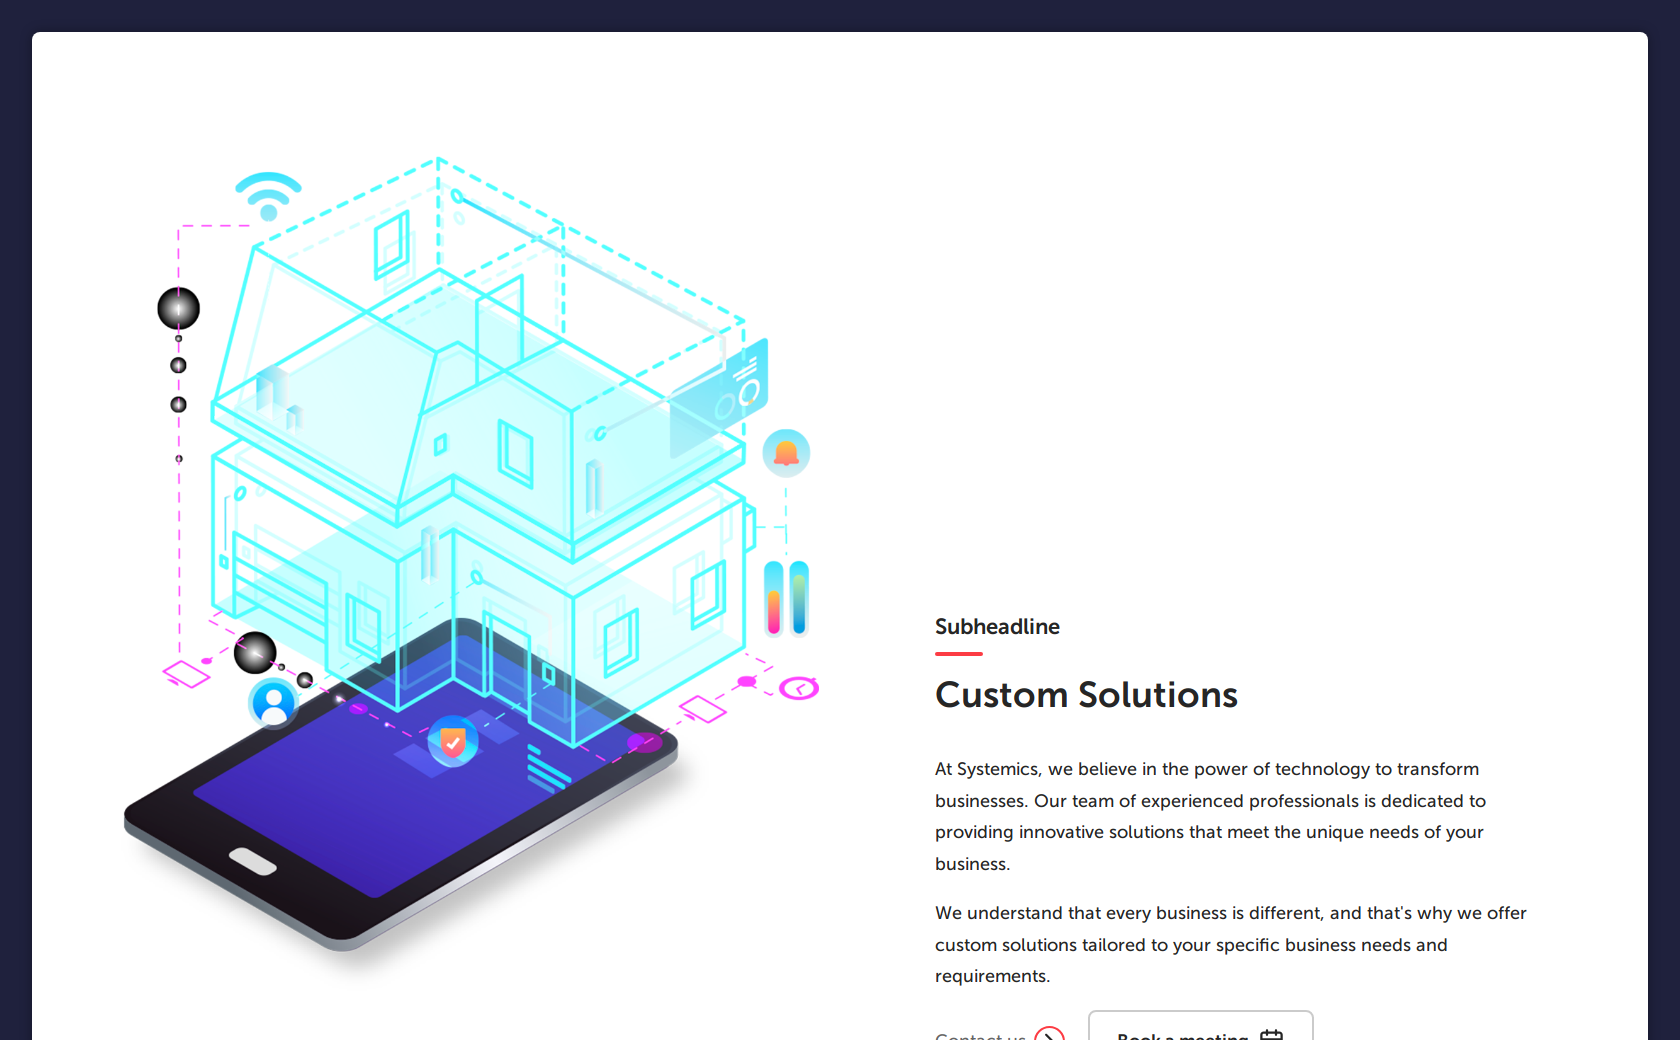 Subheadline
Custom Solutions
At Systemics, we believe in the power of technology to transform
businesses. Our team of experienced professionals is dedicated to
providing innovative solutions that meet the unique needs of your
business.
We understand that every business is different, and that's why we offer
custom solutions tailored to your specific business needs and
requirements.
Contact us
Book a meeting